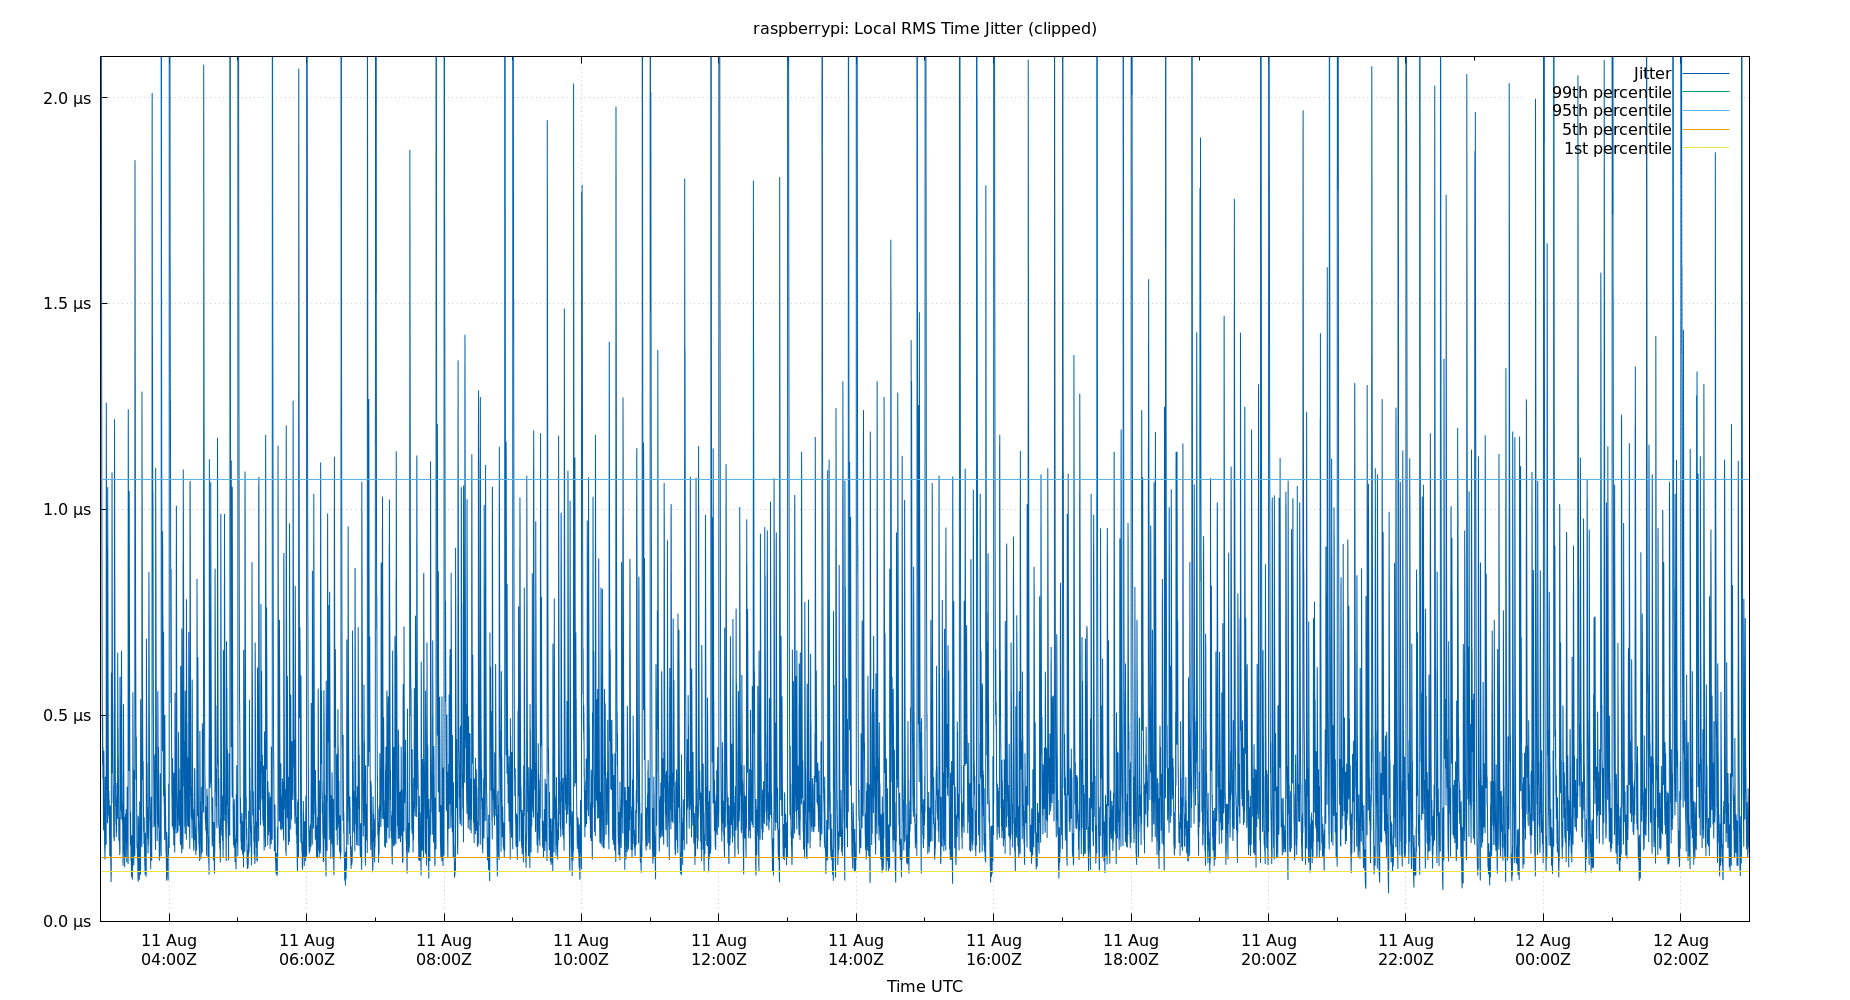 raspberrypi: Local RMS Time Jitter (clipped)
Jitter
99th percentile
95th percentile
5th percentile
1st percentile
2.0 µs
1.5 µs
1.0 µs
0.5 µs
0.0 µs
11 Aug 11 Aug 11 Aug 11 Aug 11 Aug 11 Aug 11 Aug 11 Aug 11 Aug 11 Aug 12 Aug 12 Aug
04:00Z 06:00Z 08:00Z 10:00Z 12:00Z 14:00Z 16:00Z 18:00Z 20:00Z 22:00Z 00:00Z 02:00Z
Time UTC